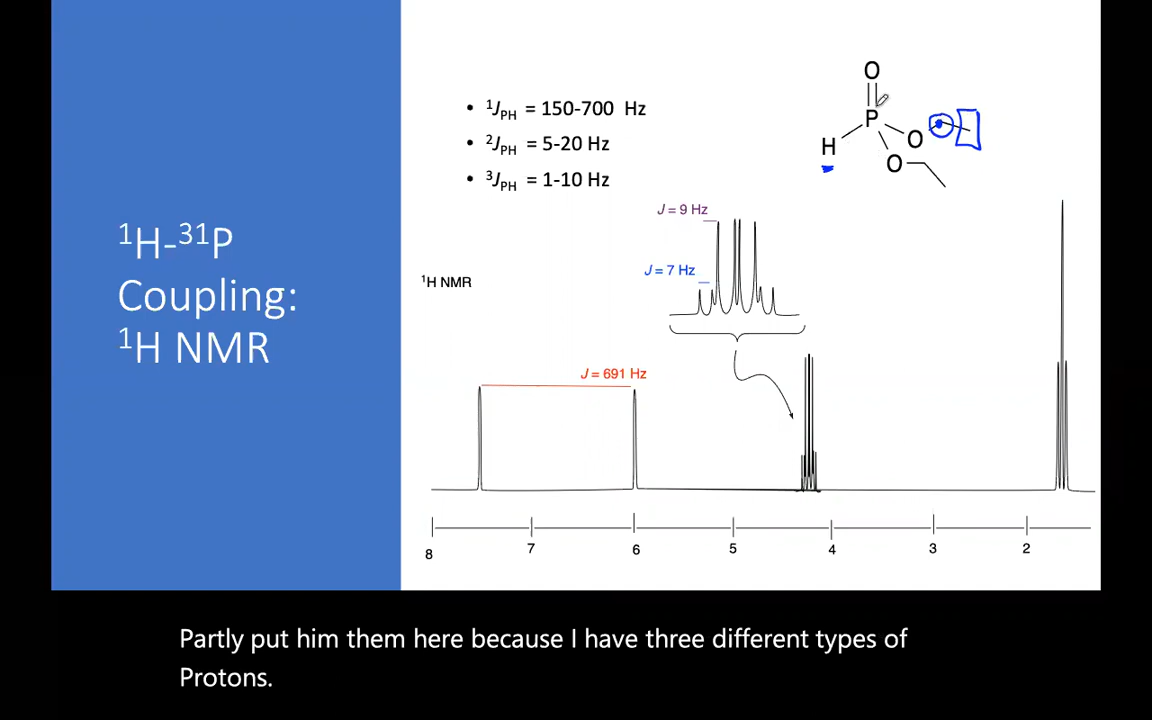 ¹H-³¹P
Coupling:
¹H NMR
• ¹J_PH = 150-700 Hz
• ²J_PH = 5-20 Hz
• ³J_PH = 1-10 Hz
O
P
H
O
O
J = 9 Hz
J = 7 Hz
¹H NMR
J = 691 Hz
8 7 6 5 4 3 2
Partly put him them here because I have three different types of
Protons.